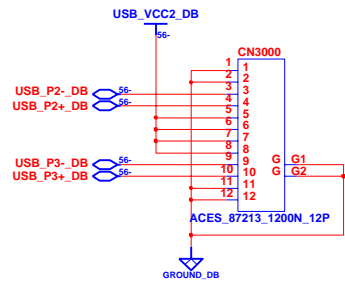 USB_VCC2_DB
56-
CN3000
1 1
2 2
USB_P2-_DB 56- 3 3
USB_P2+_DB 56- 4 4
5 5
6 6
7 7
8 8
USB_P3-_DB 56- 9 9 G G1
USB_P3+_DB 56- 10 10 G G2
11 11
12 12
ACES_87213_1200N_12P
GROUND_DB